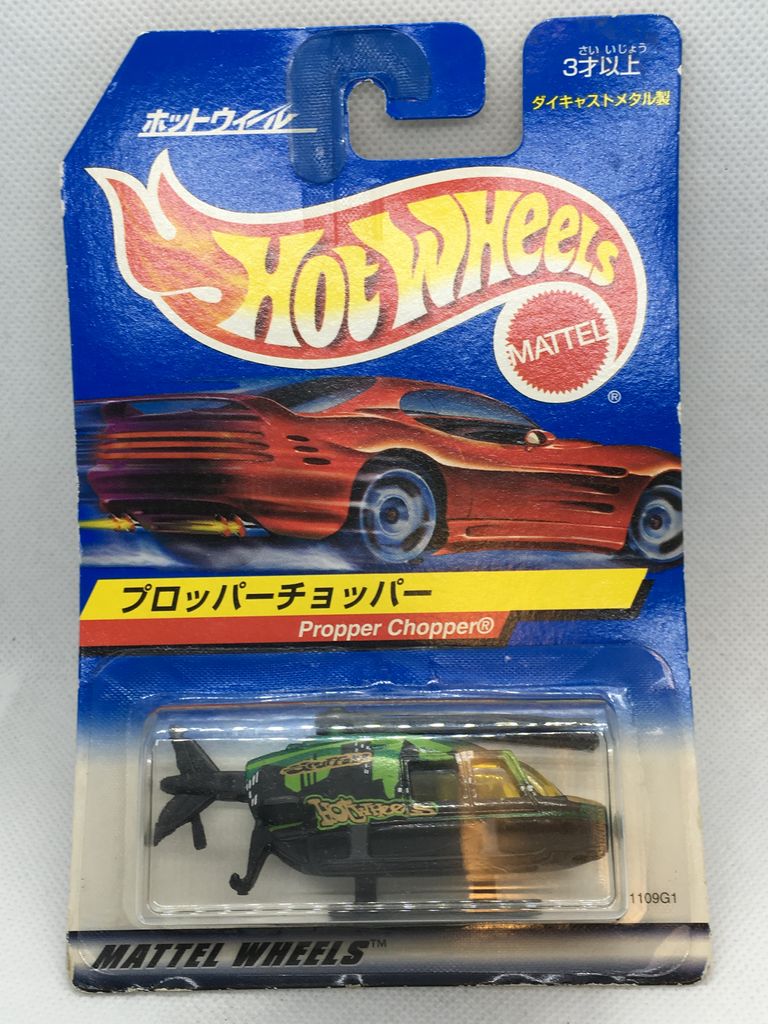 さい いじょう
3才以上
ダイキャストメタル製
ホットウィール
HOT WHEELS
MATTEL
®
プロッパーチョッパー
Propper Chopper®
HOT WHEELS
1109G1
MATTEL WHEELS™